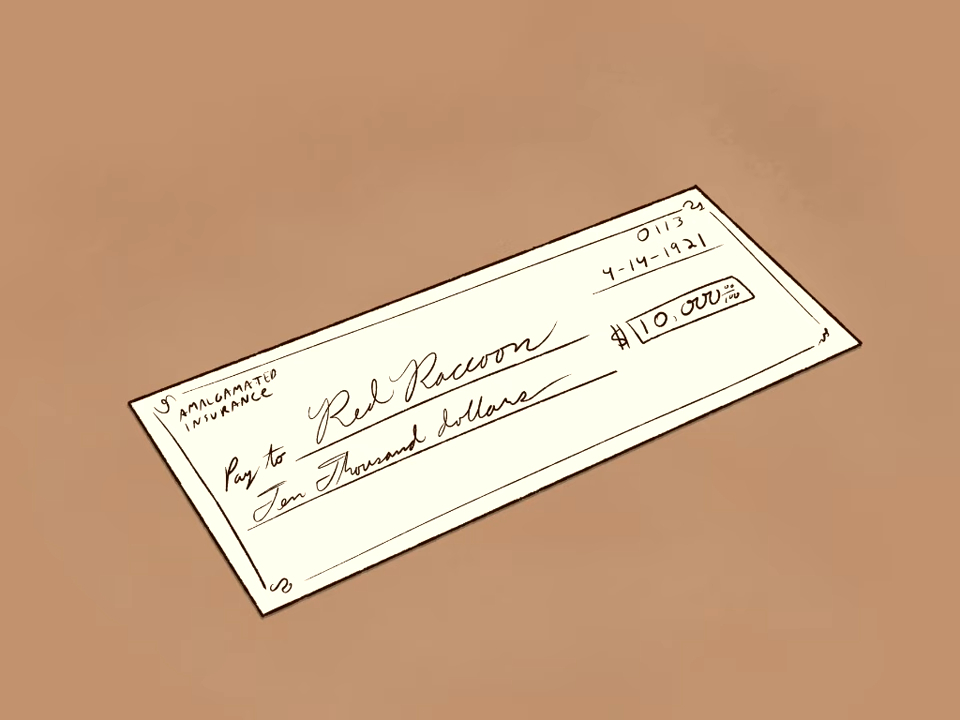 0113
4-14-1921
AMALGAMATED
INSURANCE
Pay to Red Raccoon
$ 10,000 00/100
Ten Thousand dollars